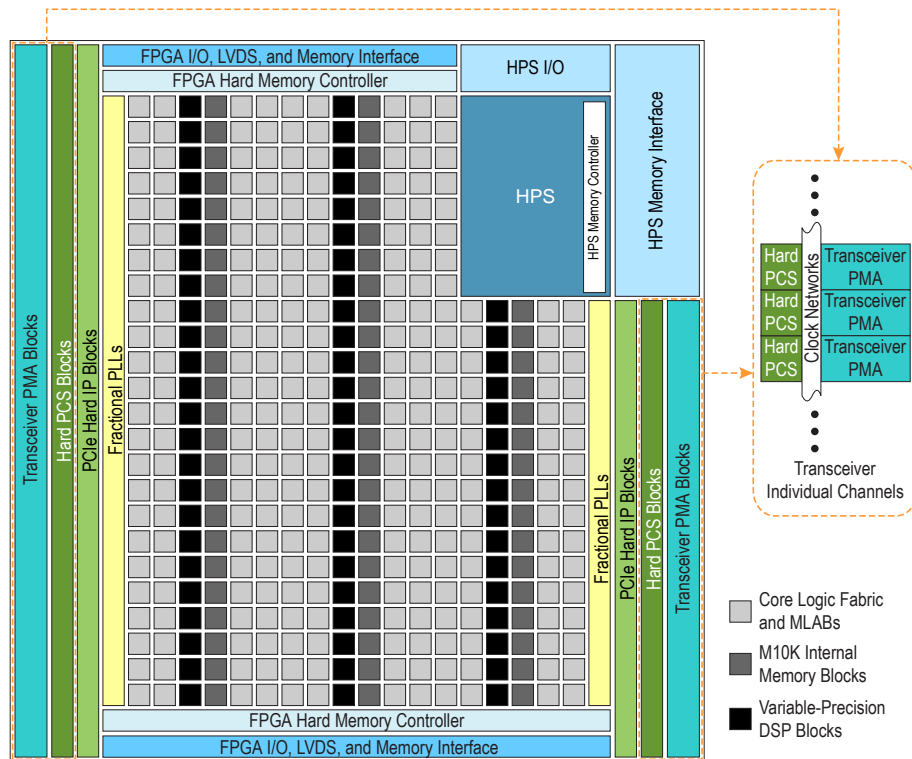 FPGA I/O, LVDS, and Memory Interface
FPGA Hard Memory Controller
HPS I/O
HPS Memory Interface
HPS
HPS Memory Controller
Transceiver PMA Blocks
Hard PCS Blocks
PCIe Hard IP Blocks
Fractional PLLs
Fractional PLLs
PCIe Hard IP Blocks
Hard PCS Blocks
Transceiver PMA Blocks
FPGA Hard Memory Controller
FPGA I/O, LVDS, and Memory Interface
Hard
PCS
Hard
PCS
Hard
PCS
Clock Networks
Transceiver
PMA
Transceiver
PMA
Transceiver
PMA
Transceiver
Individual Channels
Core Logic Fabric
and MLABs
M10K Internal
Memory Blocks
Variable-Precision
DSP Blocks